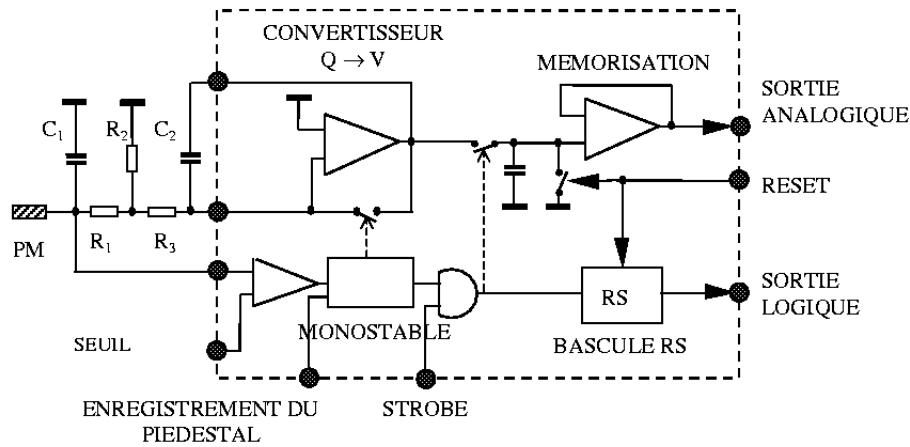 CONVERTISSEUR
Q → V
MEMORISATION
SORTIE
ANALOGIQUE
C1
R2
C2
RESET
PM
R1
R3
RS
SORTIE
LOGIQUE
MONOSTABLE
SEUIL
BASCULE RS
ENREGISTREMENT DU
PIEDESTAL
STROBE